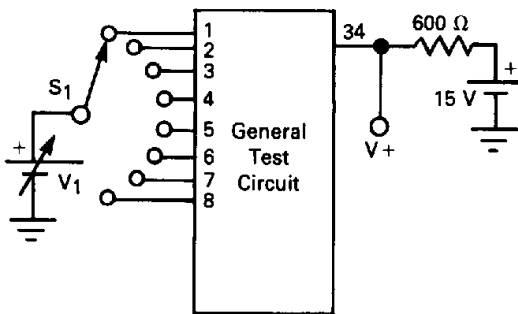 1
2
3
4
5
6
7
8
S1
+
V1
General
Test
Circuit
34
600 Ω
+
15 V
V+